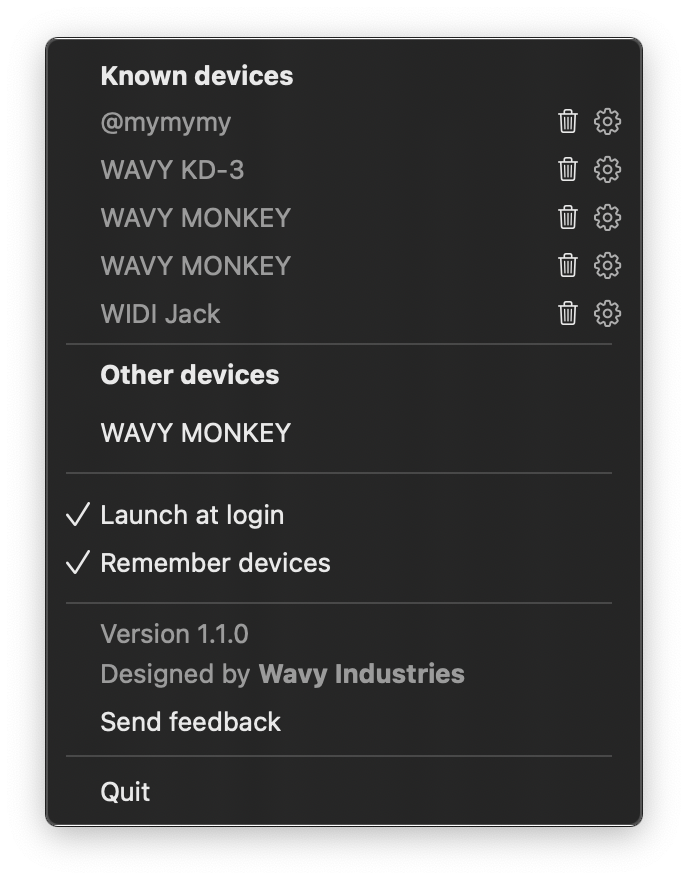 Known devices
@mymymy
WAVY KD-3
WAVY MONKEY
WAVY MONKEY
WIDI Jack
Other devices
WAVY MONKEY
Launch at login
Remember devices
Version 1.1.0
Designed by Wavy Industries
Send feedback
Quit